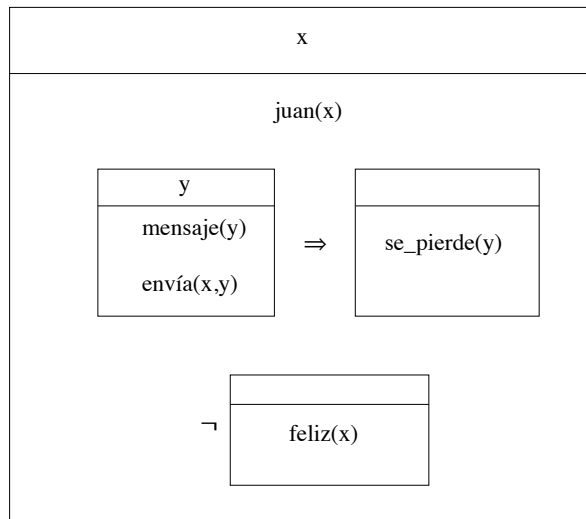 x
juan(x)
y
mensaje(y)
envía(x,y)
⇒
se_pierde(y)
¬
feliz(x)